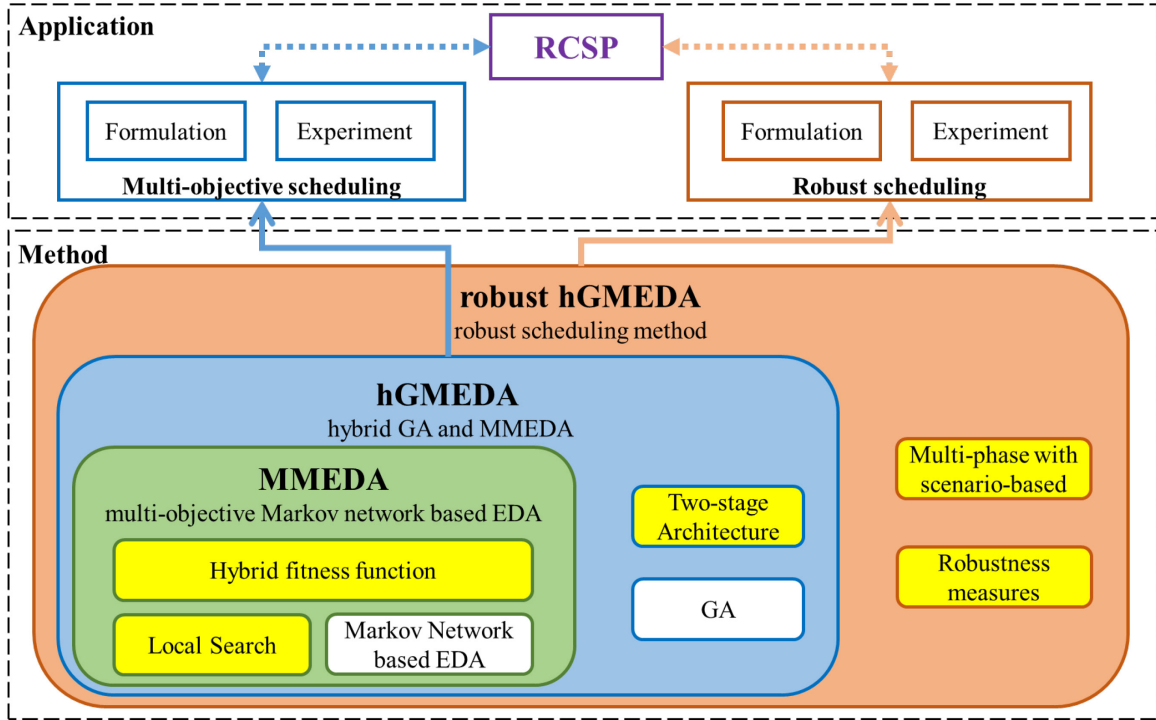 Application
RCSP
Formulation
Experiment
Multi-objective scheduling
Formulation
Experiment
Robust scheduling
Method
robust hGMEDA
robust scheduling method
hGMEDA
hybrid GA and MMEDA
MMEDA
multi-objective Markov network based EDA
Hybrid fitness function
Local Search
Markov Network
based EDA
Two-stage
Architecture
GA
Multi-phase with
scenario-based
Robustness
measures